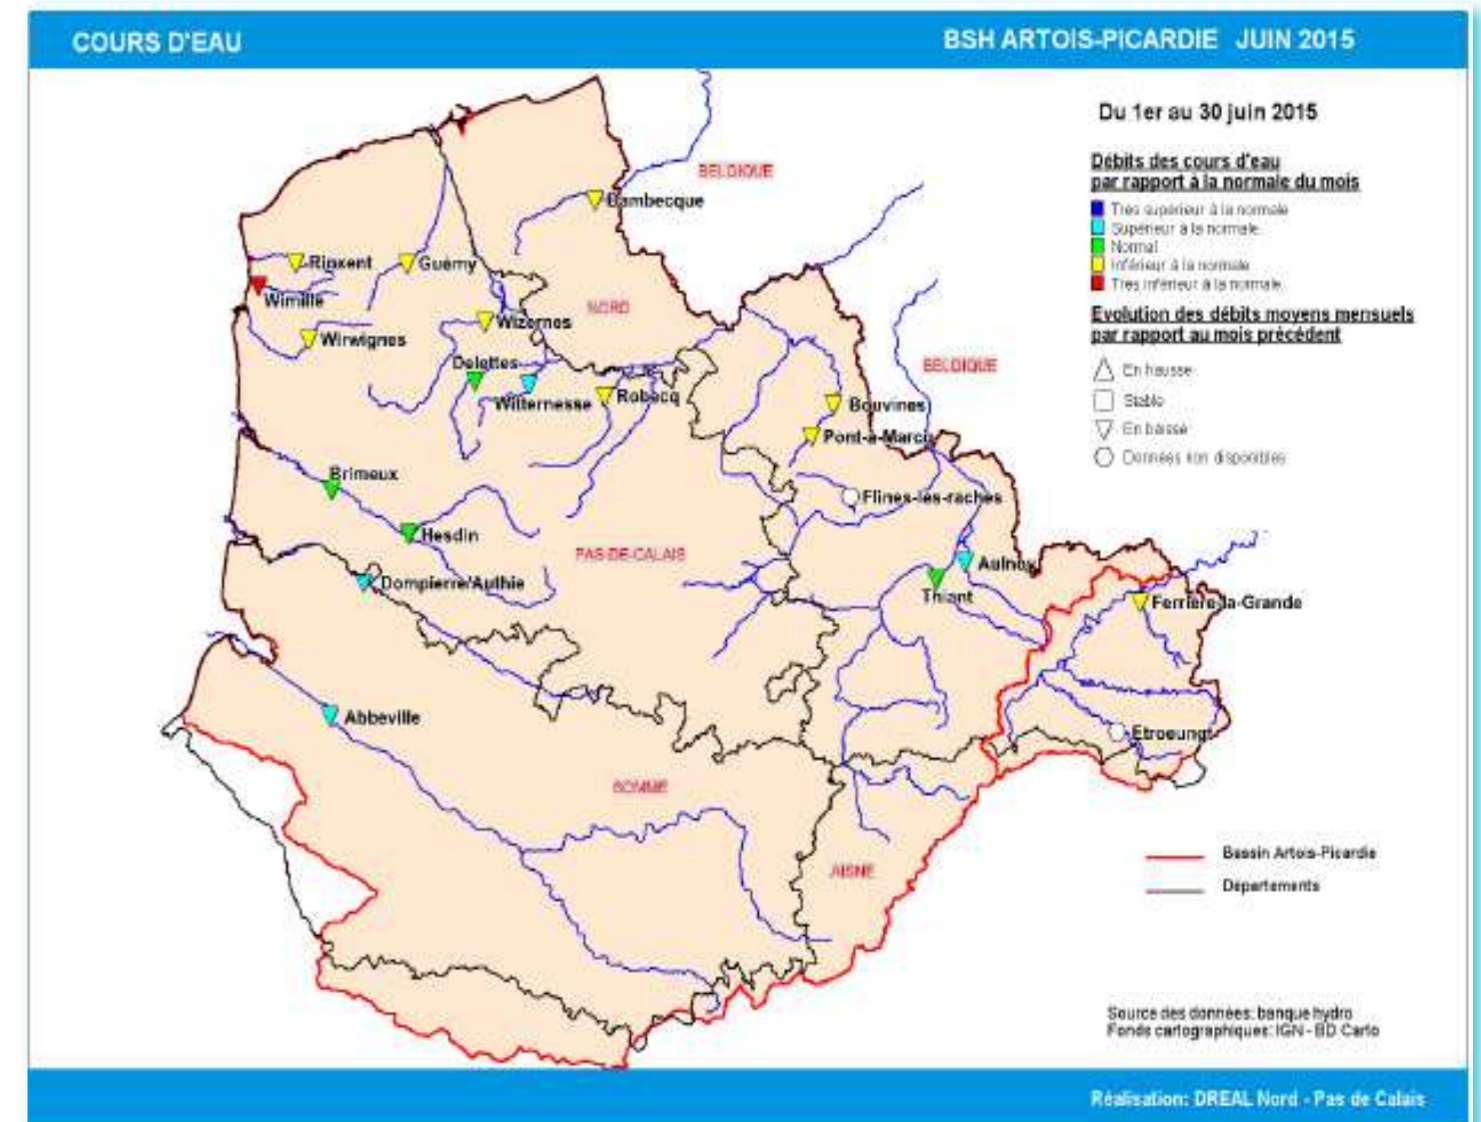 COURS D'EAU
BSH ARTOIS-PICARDIE JUIN 2015
Du 1er au 30 juin 2015
Débits des cours d'eau
par rapport à la normale du mois
Tres supérieur à la normale
Supérieur à la normale
Normal
Inférieur à la normale
Tres inférieur à la normale
Evolution des débits moyens mensuels
par rapport au mois précédent
En hausse
Stable
En baisse
Données non disponibles
BELGIQUE
Bambecque
Rinxent
Guémy
Wimille
NORD
Wizernes
Wirwignes
Delettes
BELGIQUE
Witternesse
Robecq
Bouvines
Pont-à-Marcq
Brimeux
Flines-les-raches
Hesdin
PAS-DE-CALAIS
Aulnoy
Dompierre/Authie
Thiant
Ferrière-la-Grande
Abbeville
Etroeungt
SOMME
AISNE
Bassin Artois-Picardie
Départements
Source des données: banque hydro
Fonds cartographiques: IGN - BD Carto
Réalisation: DREAL Nord - Pas de Calais